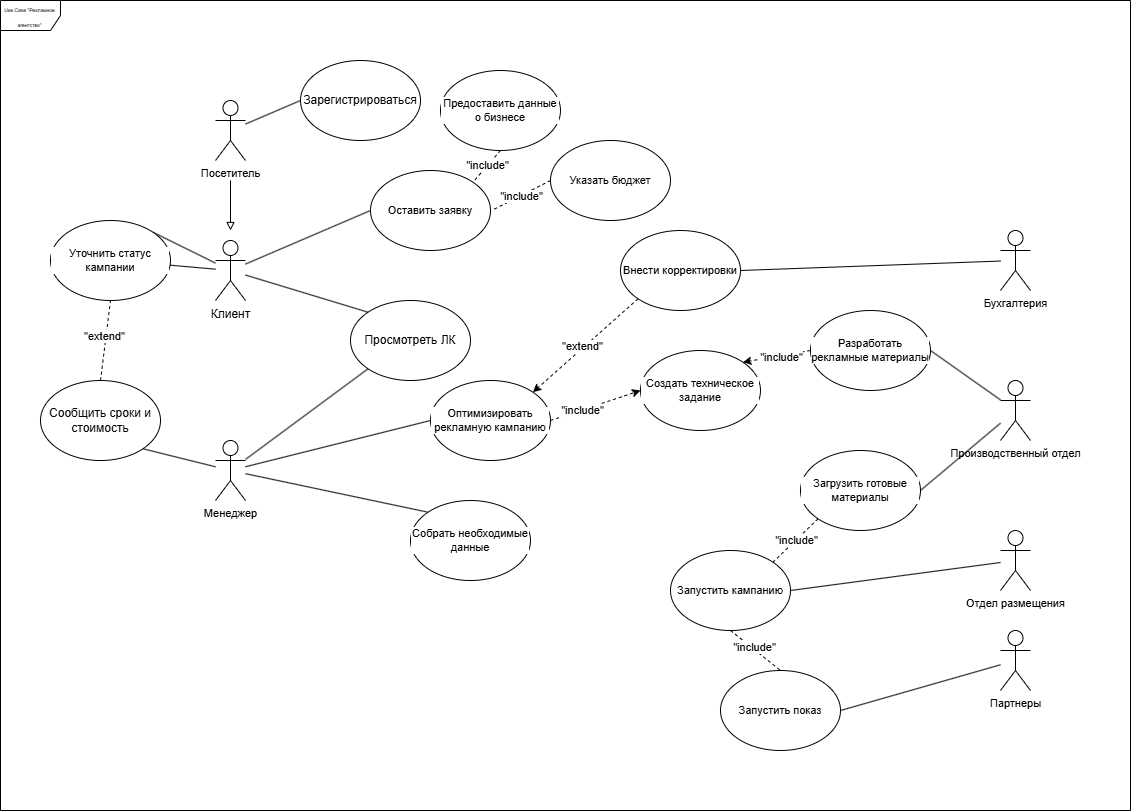 Use Case "Рекламное
агентство"
Зарегистрироваться
Предоставить данные
о бизнесе
"include"
Посетитель
Указать бюджет
"include"
Оставить заявку
Уточнить статус
кампании
Клиент
Внести корректировки
Бухгалтерия
"extend"
Просмотреть ЛК
"extend"
Разработать
рекламные материалы
"include"
Создать техническое
задание
Сообщить сроки и
стоимость
Оптимизировать
рекламную кампанию
"include"
Производственный отдел
Менеджер
Загрузить готовые
материалы
Собрать необходимые
данные
"include"
Запустить кампанию
Отдел размещения
"include"
Запустить показ
Партнеры